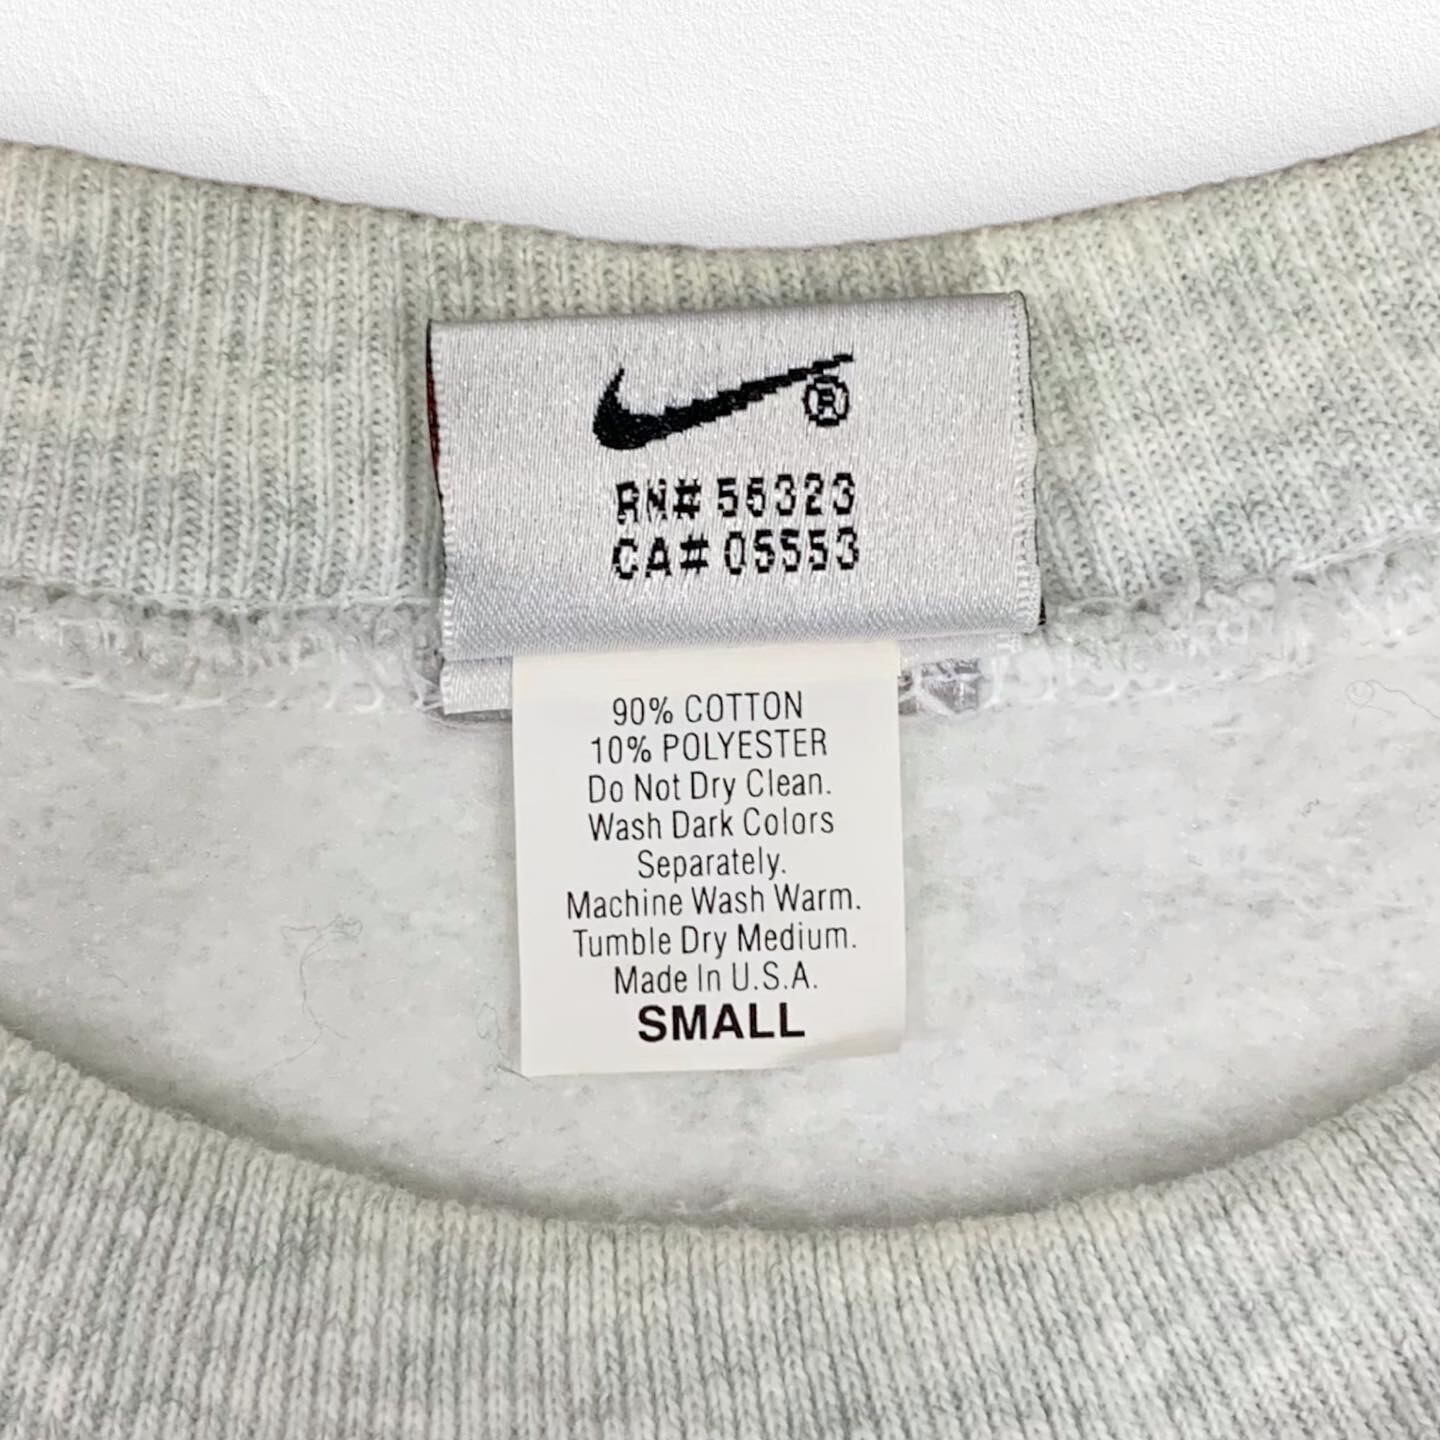 ®
RN# 56323
CA# 05553
90% COTTON
10% POLYESTER
Do Not Dry Clean.
Wash Dark Colors
Separately.
Machine Wash Warm.
Tumble Dry Medium.
Made In U.S.A.
SMALL